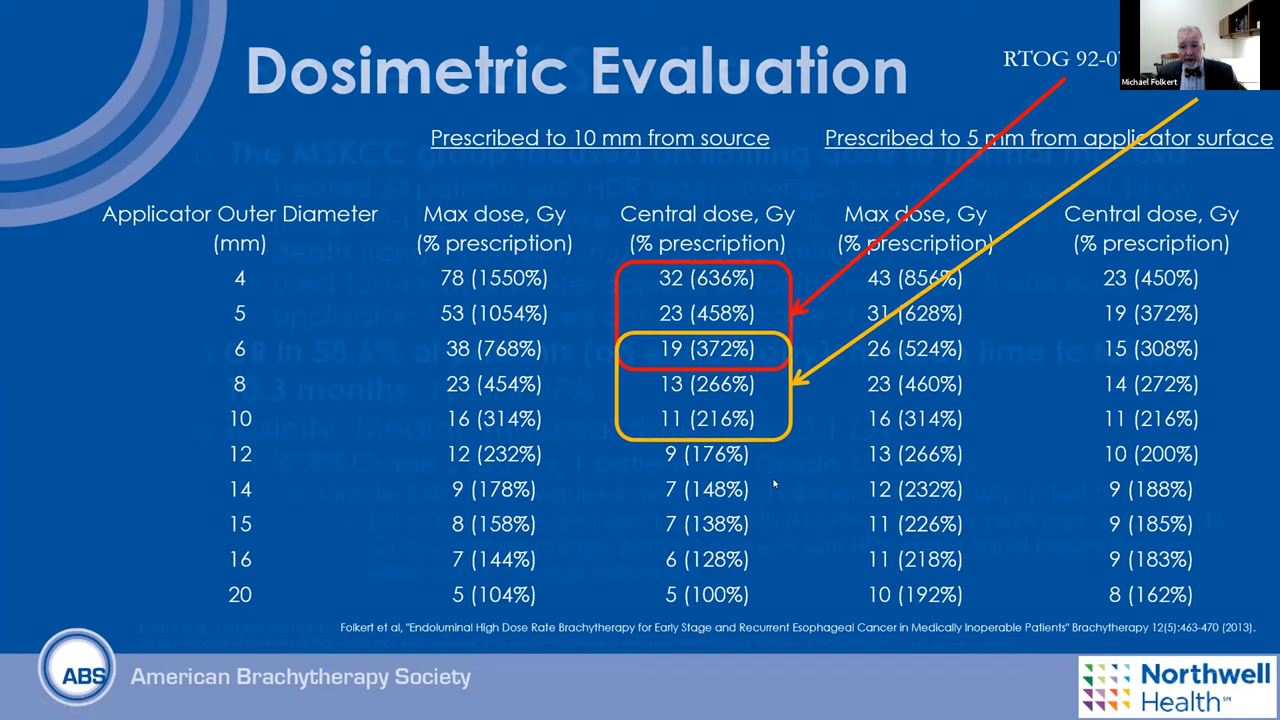 Dosimetric Evaluation
RTOG 92-07
Michael Folkert
Prescribed to 10 mm from source Prescribed to 5 mm from applicator surface
Applicator Outer Diameter (mm) Max dose, Gy (% prescription) Central dose, Gy (% prescription) Max dose, Gy (% prescription) Central dose, Gy (% prescription)
4 78 (1550%) 32 (636%) 43 (856%) 23 (450%)
5 53 (1054%) 23 (458%) 31 (628%) 19 (372%)
6 38 (768%) 19 (372%) 26 (524%) 15 (308%)
8 23 (454%) 13 (266%) 23 (460%) 14 (272%)
10 16 (314%) 11 (216%) 16 (314%) 11 (216%)
12 12 (232%) 9 (176%) 13 (266%) 10 (200%)
14 9 (178%) 7 (148%) 12 (232%) 9 (188%)
15 8 (158%) 7 (138%) 11 (226%) 9 (185%)
16 7 (144%) 6 (128%) 11 (218%) 9 (183%)
20 5 (104%) 5 (100%) 10 (192%) 8 (162%)
Folkert et al, "Endoluminal High Dose Rate Brachytherapy for Early Stage and Recurrent Esophageal Cancer in Medically Inoperable Patients" Brachytherapy 12(5):463-470 (2013).
ABS American Brachytherapy Society
Northwell
Health℠